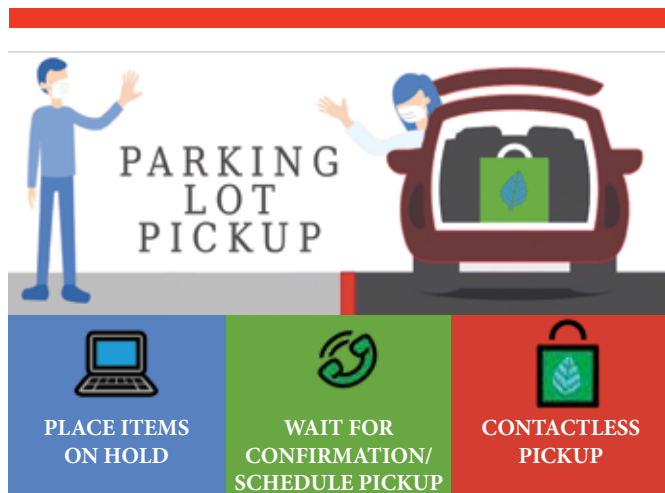 PARKING
LOT
PICKUP
PLACE ITEMS
ON HOLD
WAIT FOR
CONFIRMATION/
SCHEDULE PICKUP
CONTACTLESS
PICKUP